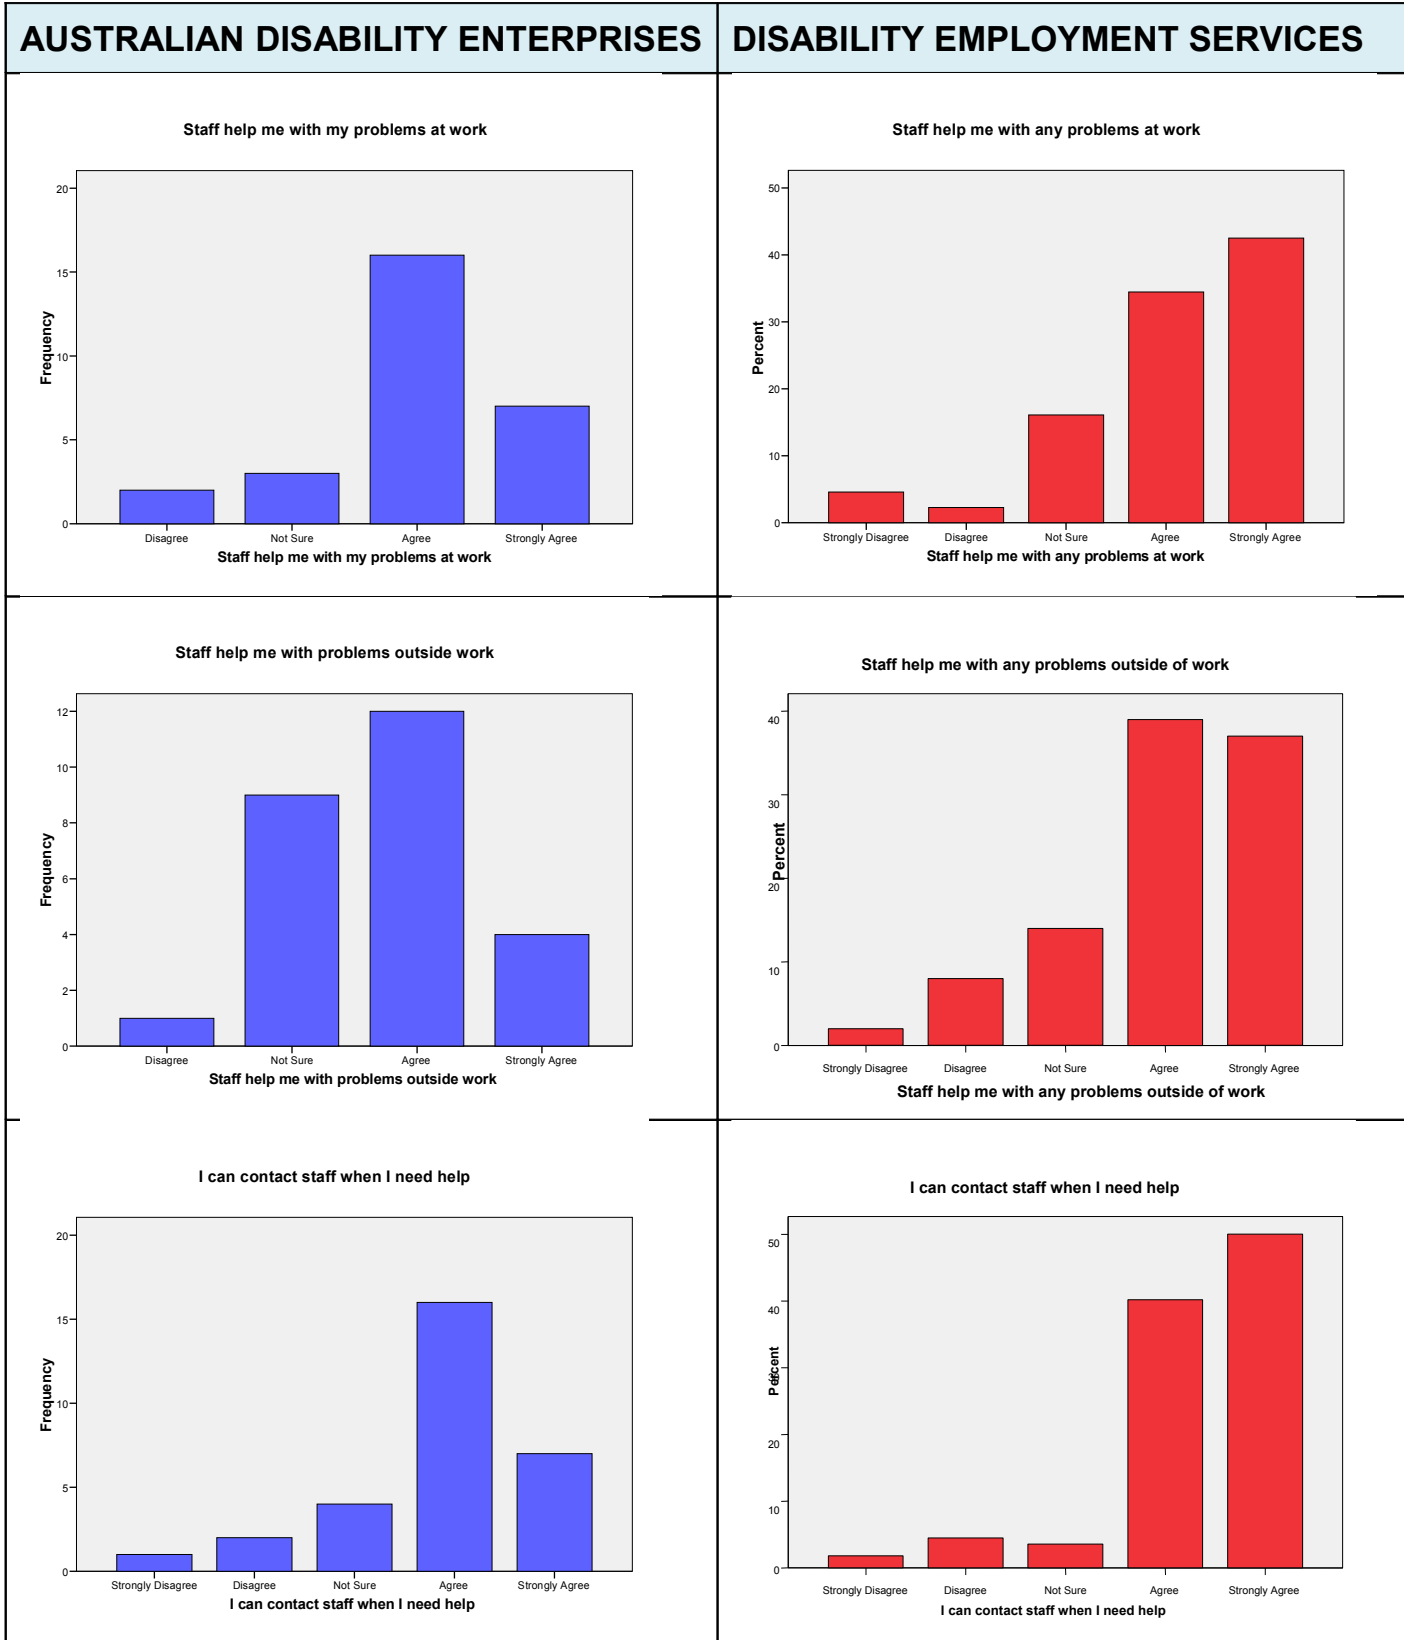 AUSTRALIAN DISABILITY ENTERPRISES
DISABILITY EMPLOYMENT SERVICES
Staff help me with my problems at work
20
15
10
5
0
Frequency
Disagree Not Sure Agree Strongly Agree
Staff help me with my problems at work
Staff help me with any problems at work
50
40
30
20
10
0
Percent
Strongly Disagree Disagree Not Sure Agree Strongly Agree
Staff help me with any problems at work
Staff help me with problems outside work
12
10
8
6
4
2
0
Frequency
Disagree Not Sure Agree Strongly Agree
Staff help me with problems outside work
Staff help me with any problems outside of work
40
30
20
10
0
Percent
Strongly Disagree Disagree Not Sure Agree Strongly Agree
Staff help me with any problems outside of work
I can contact staff when I need help
20
15
10
5
0
Frequency
Strongly Disagree Disagree Not Sure Agree Strongly Agree
I can contact staff when I need help
I can contact staff when I need help
50
40
30
20
10
0
Percent
Strongly Disagree Disagree Not Sure Agree Strongly Agree
I can contact staff when I need help